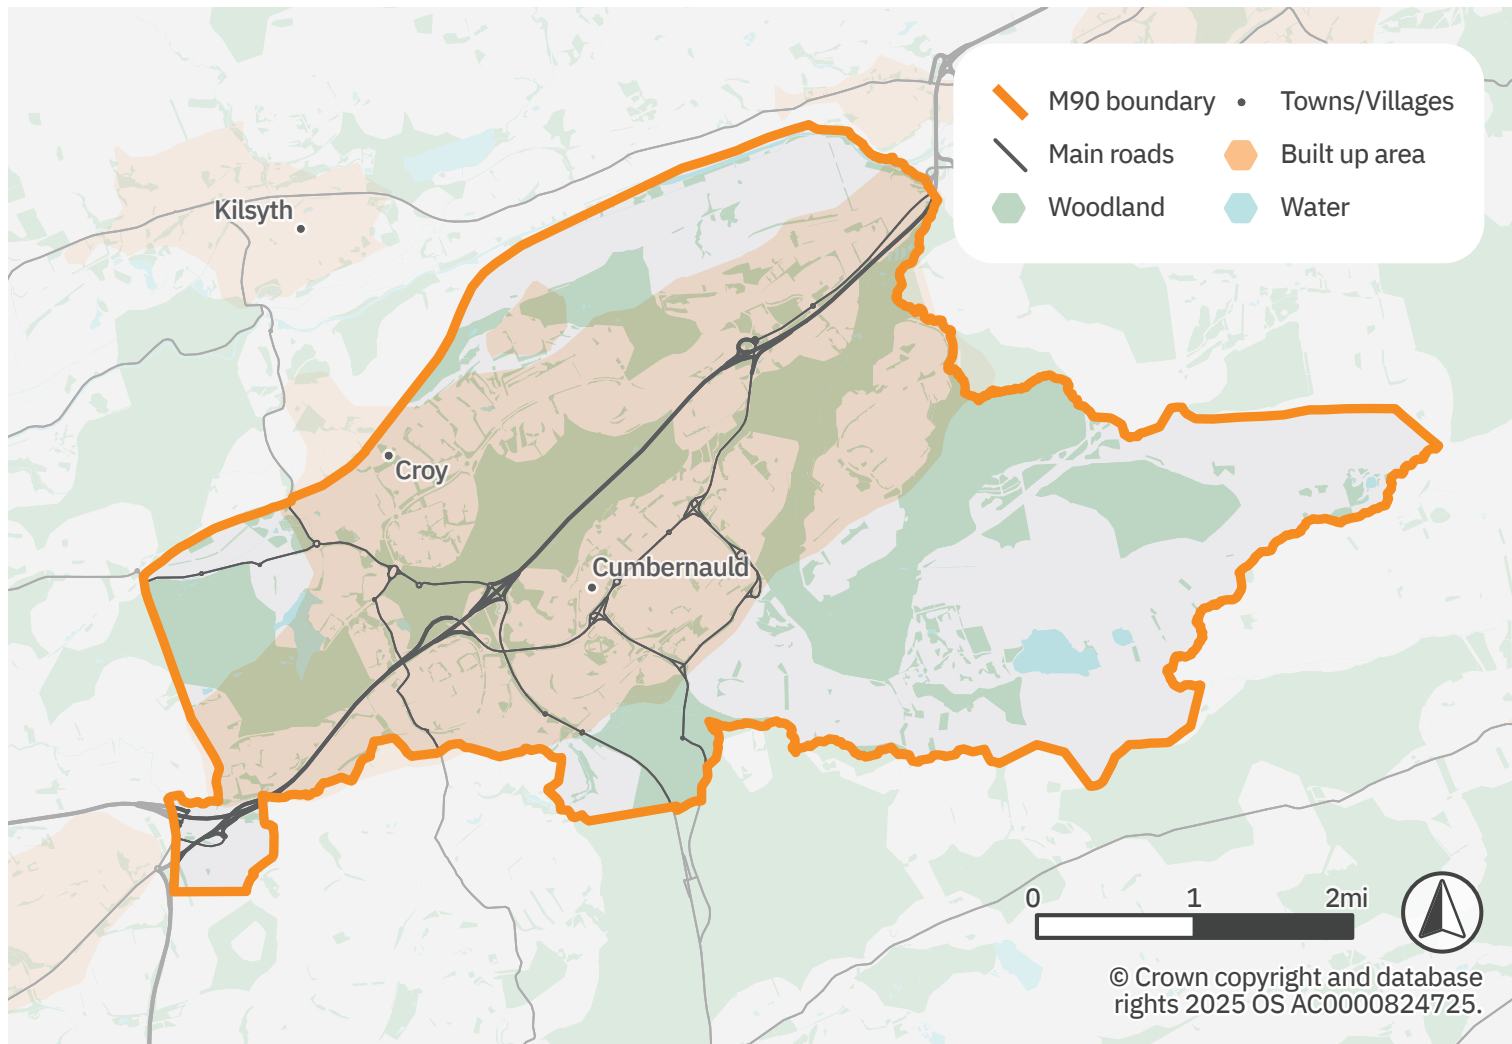 M90 boundary
Towns/Villages
Main roads
Built up area
Woodland
Water
Kilsyth
Croy
Cumbernauld
0 1 2mi
© Crown copyright and database
rights 2025 OS AC0000824725.